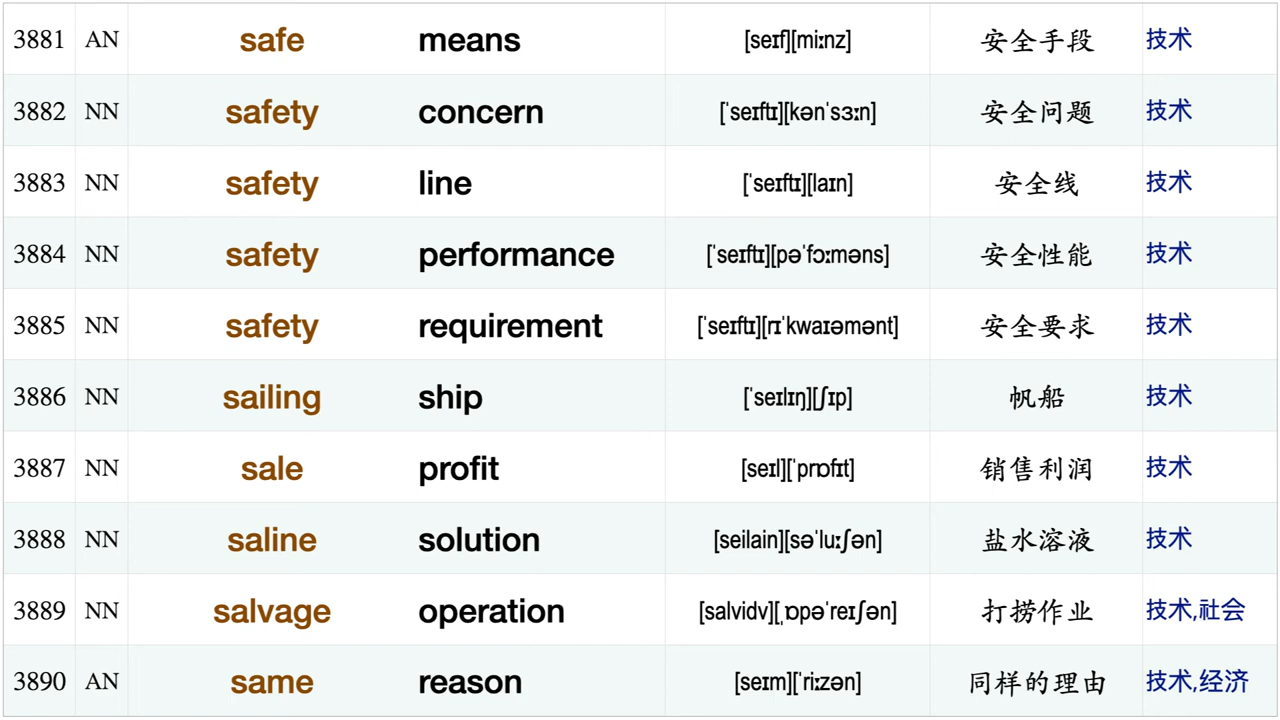 3881 AN safe means [seɪf][miːnz] 安全手段 技术
3882 NN safety concern [ˈseɪftɪ][kənˈsɜːn] 安全问题 技术
3883 NN safety line [ˈseɪftɪ][laɪn] 安全线 技术
3884 NN safety performance [ˈseɪftɪ][pəˈfɔːməns] 安全性能 技术
3885 NN safety requirement [ˈseɪftɪ][rɪˈkwaɪəmənt] 安全要求 技术
3886 NN sailing ship [ˈseɪlɪŋ][ʃɪp] 帆船 技术
3887 NN sale profit [seɪl][ˈprɒfɪt] 销售利润 技术
3888 NN saline solution [seilain][səˈluːʃən] 盐水溶液 技术
3889 NN salvage operation [salvidv][ˌɒpəˈreɪʃən] 打捞作业 技术,社会
3890 AN same reason [seɪm][ˈriːzən] 同样的理由 技术,经济